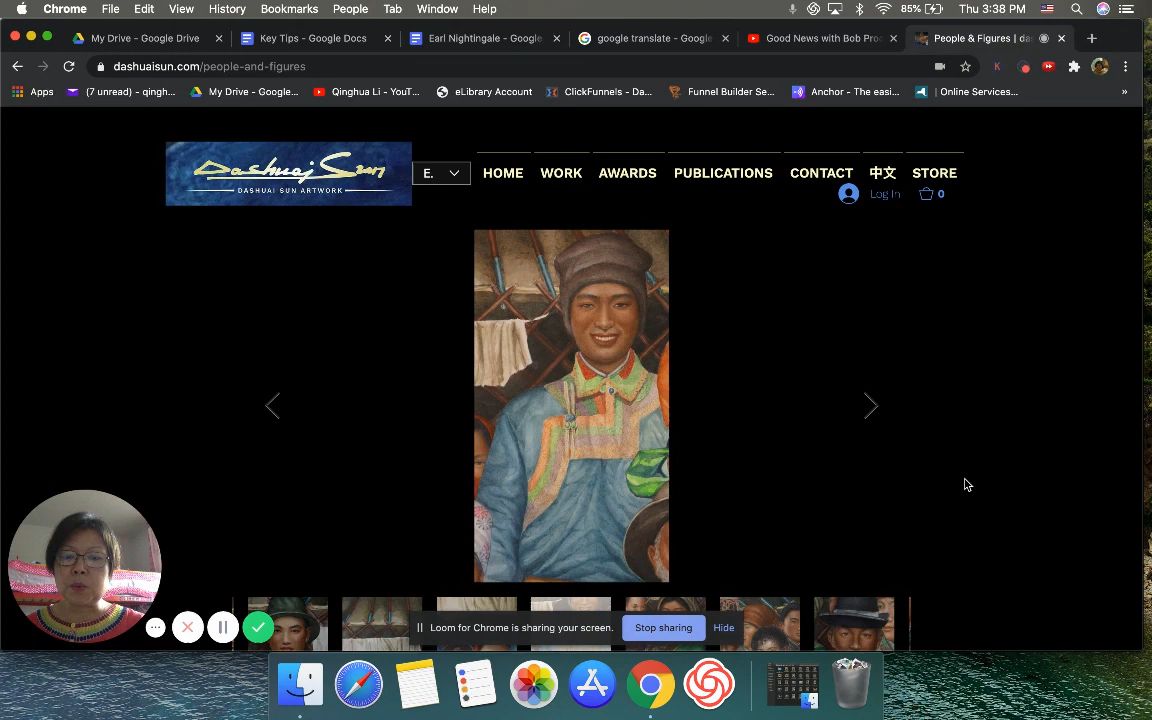 Chrome File Edit View History Bookmarks People Tab Window Help 85% Thu 3:38 PM
My Drive - Google Drive Key Tips - Google Docs Earl Nightingale - Google google translate - Google Good News with Bob Pro People & Figures | da
dashuaisun.com/people-and-figures
Apps (7 unread) - qingh... My Drive - Google... Qinghua Li - YouT... eLibrary Account ClickFunnels - Da... Funnel Builder Se... Anchor - The easi... | Online Services... »
Dashuai Sun
DASHUAI SUN ARTWORK
E. HOME WORK AWARDS PUBLICATIONS CONTACT 中文 STORE
Log In 0
Loom for Chrome is sharing your screen. Stop sharing Hide